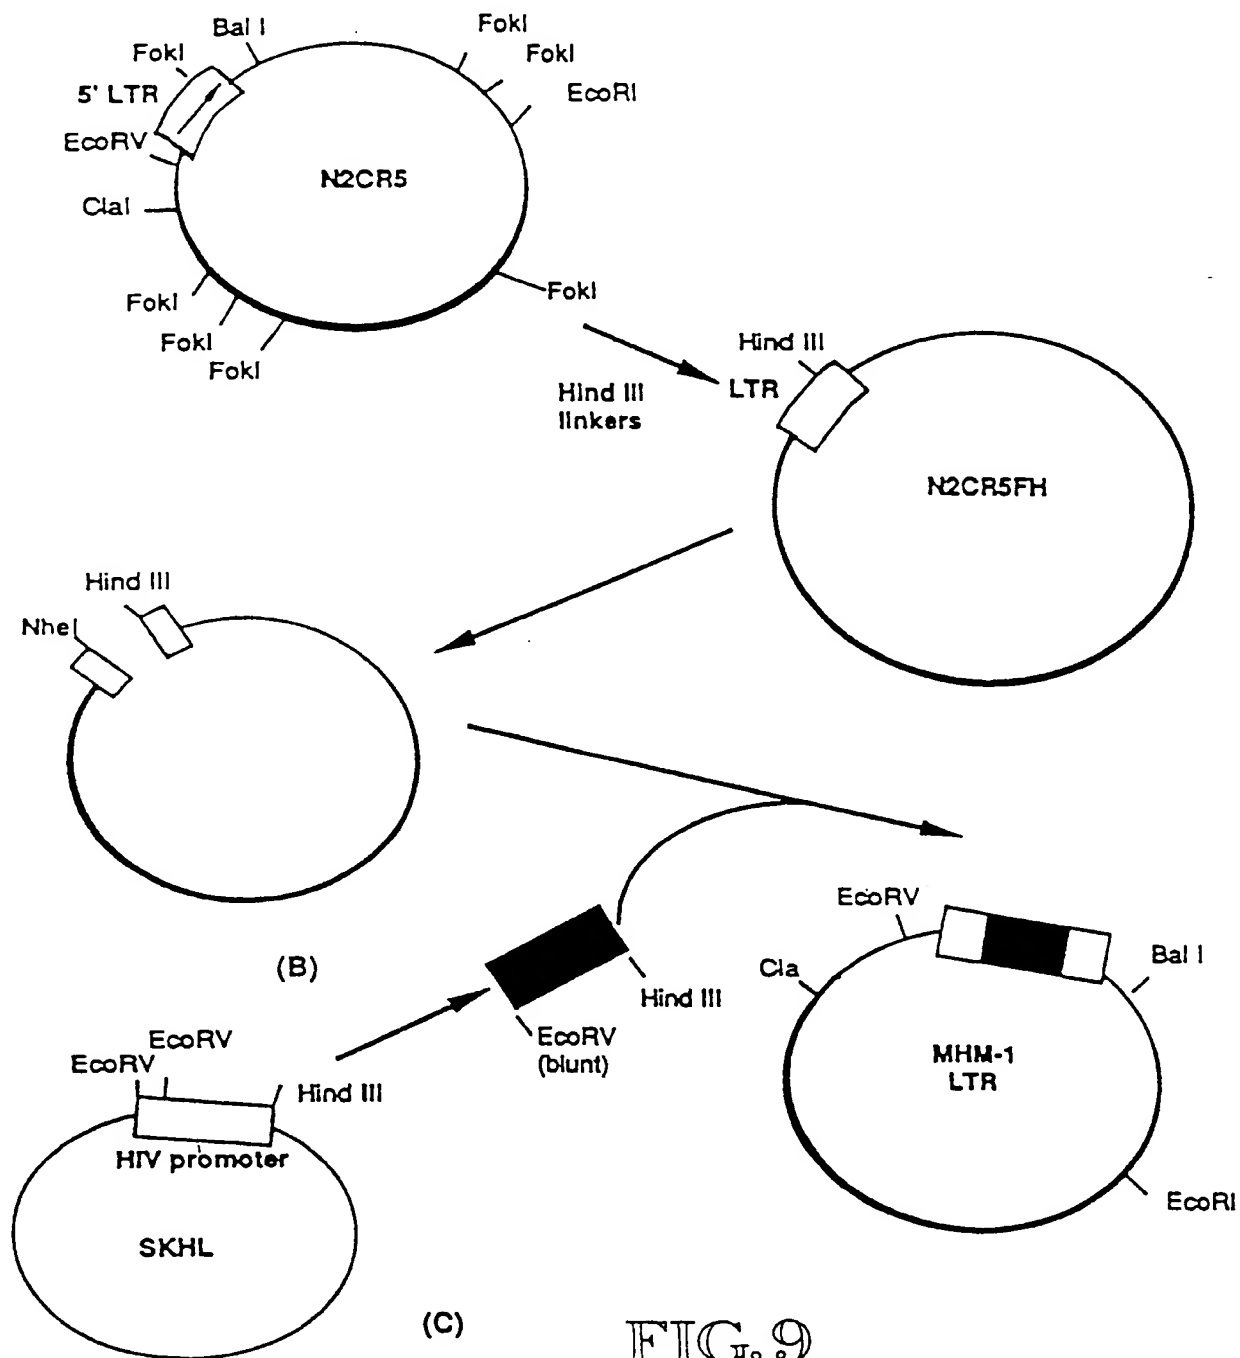 Bal I
FokI
FokI
FokI
5' LTR
EcoRI
EcoRV
N2CR5
ClaI
FokI
FokI
FokI
FokI
Hind III
LTR
Hind III
linkers
N2CR5FH
Hind III
NheI
EcoRV
Bal I
Cla
(B)
Hind III
EcoRV
(blunt)
MHM-1
LTR
EcoRV
EcoRV
Hind III
HIV promoter
EcoRI
SKHL
(C)
FIG. 9